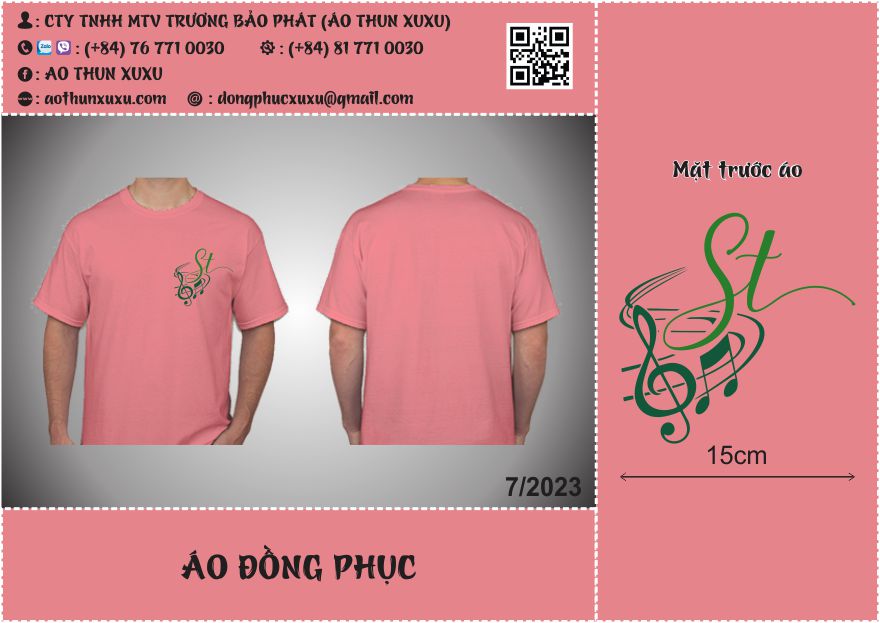 : CTY TNHH MTV TRƯƠNG BẢO PHÁT (ÁO THUN XUXU)
Zalo : (+84) 76 771 0030 : (+84) 81 771 0030
: AO THUN XUXU
www : aothunxuxu.com @ : dongphucxuxu@gmail.com
St
7/2023
ÁO ĐỒNG PHỤC
Mặt trước áo
St
15cm